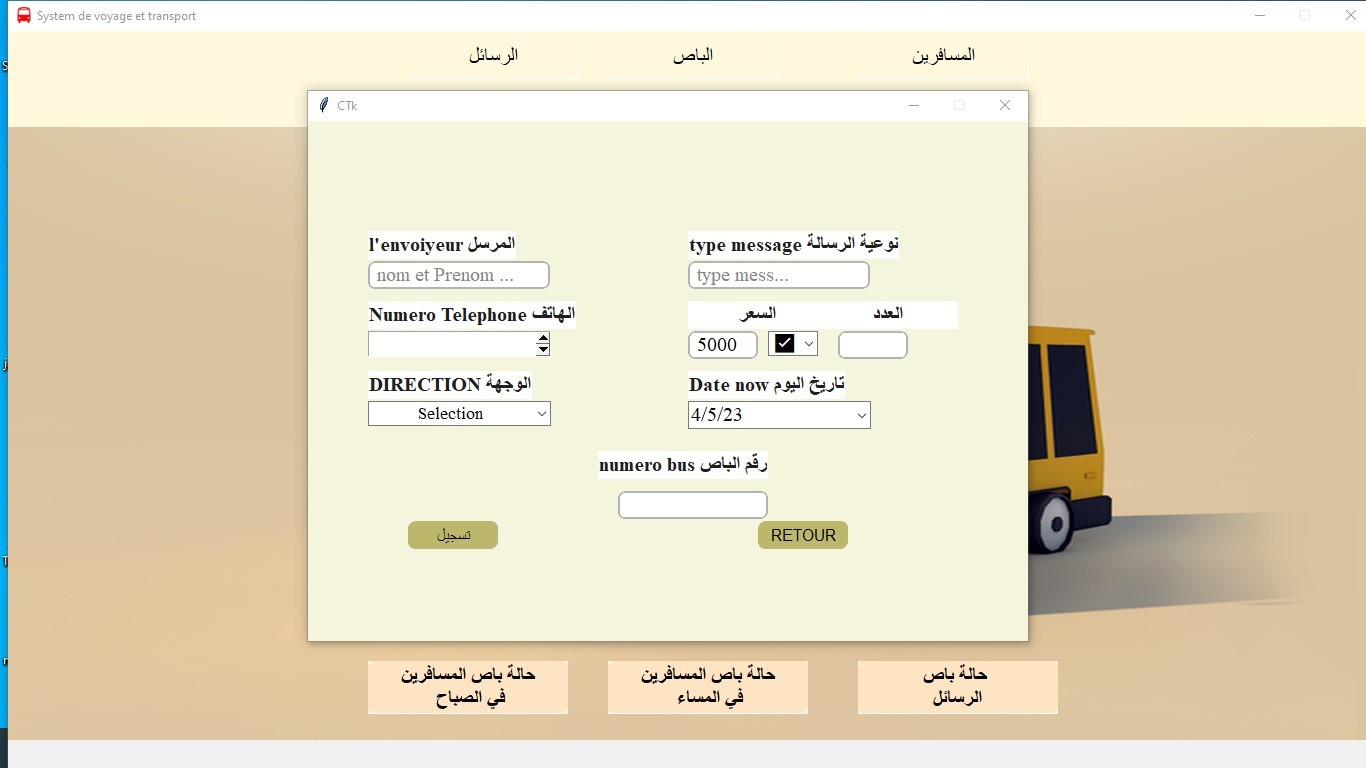 System de voyage et transport
الرسائل
الباص
المسافرين
CTk
l'envoiyeur المرسل
type message نوعية الرسالة
nom et Prenom ...
type mess...
Numero Telephone الهاتف
السعر
العدد
5000
DIRECTION الوجهة
Date now تاريخ اليوم
Selection
4/5/23
numero bus رقم الباص
تسجيل
RETOUR
حالة باص المسافرين
في الصباح
حالة باص المسافرين
في المساء
حالة باص
الرسائل